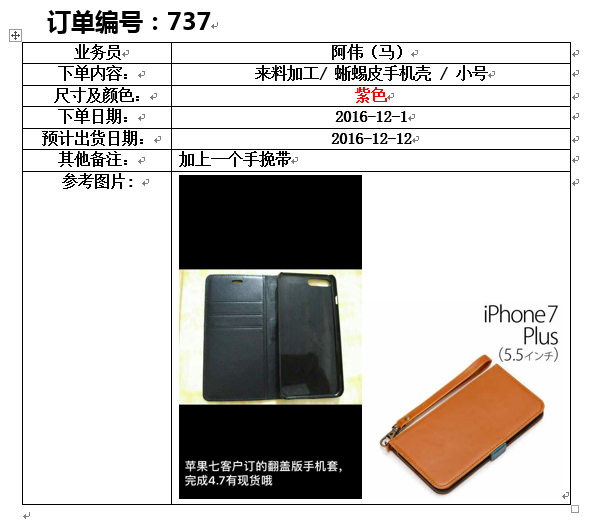 订单编号：737
业务员 阿伟（马）
下单内容： 来料加工/ 蜥蜴皮手机壳 / 小号
尺寸及颜色： 紫色
下单日期： 2016-12-1
预计出货日期： 2016-12-12
其他备注： 加上一个手挽带
参考图片：
iPhone7
Plus
（5.5インチ）
苹果七客户订的翻盖版手机套，
完成4.7有现货哦